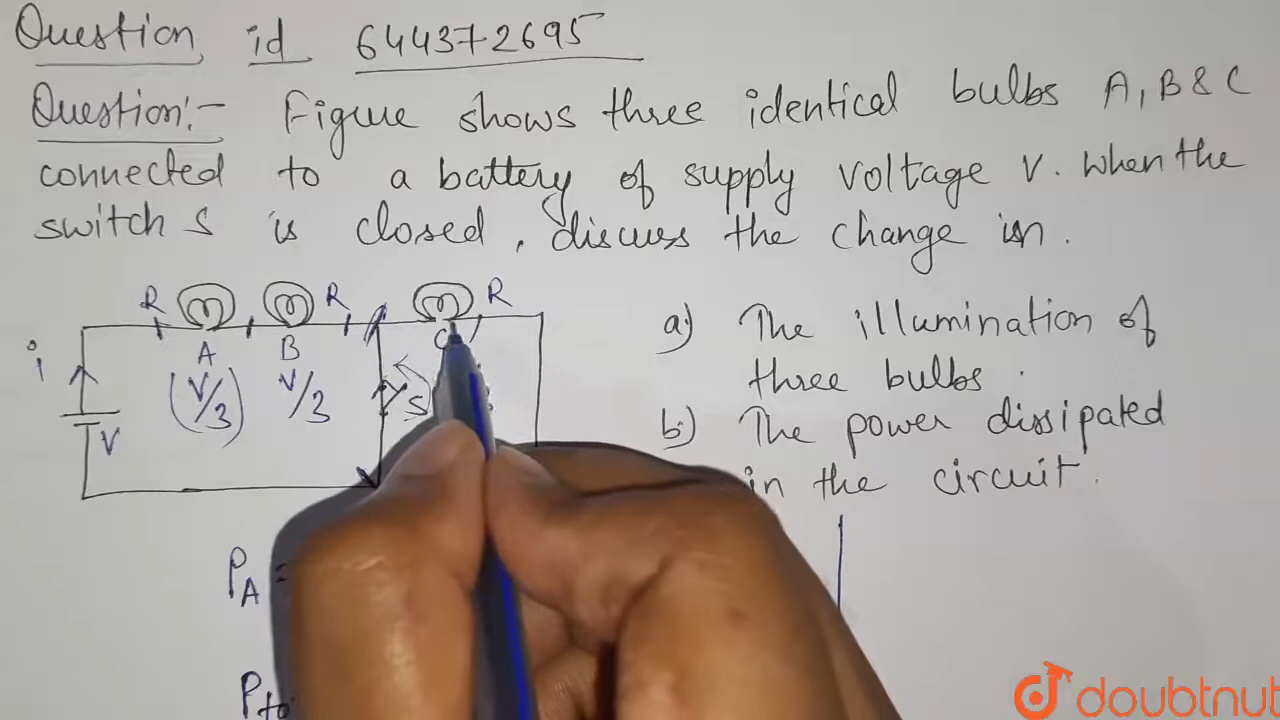 Question id 644372695
Question:- Figure shows three identical bulbs A, B & C
connected to a battery of supply voltage V. When the
switch S is closed, discuss the change in.
R R R
A B C
i (V/3) V/3 S
V
a) The illumination of
three bulbs.
b) The power dissipated
in the circuit.
P_A =
P_to
doubtnut